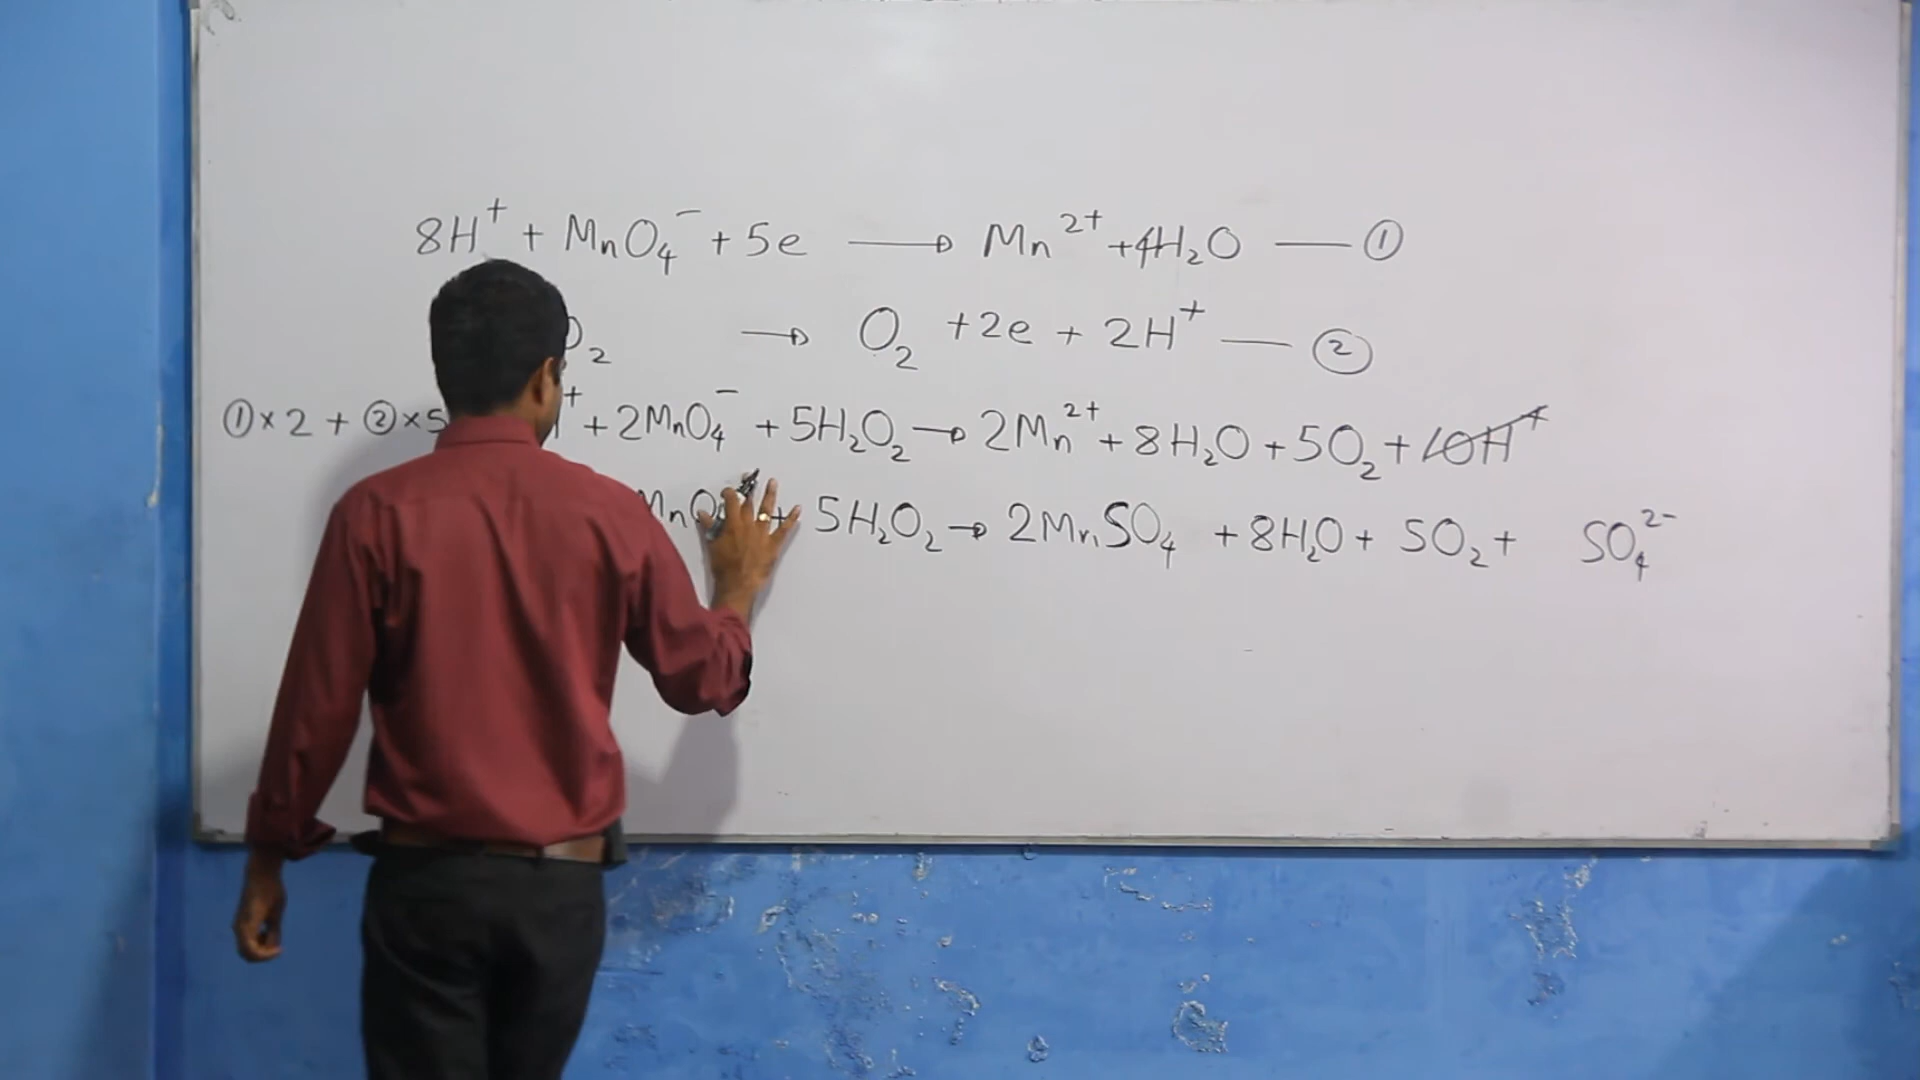 8H⁺ + MnO₄⁻ + 5e ⟶ Mn²⁺ + 4H₂O — ①
O₂ ⟶ O₂ + 2e + 2H⁺ — ②
① × 2 + ② × 5 ⁺ + 2MnO₄⁻ + 5H₂O₂ ⟶ 2Mn²⁺ + 8H₂O + 5O₂ + 10H⁺
MnO + 5H₂O₂ ⟶ 2MnSO₄ + 8H₂O + 5O₂ + SO₄²⁻